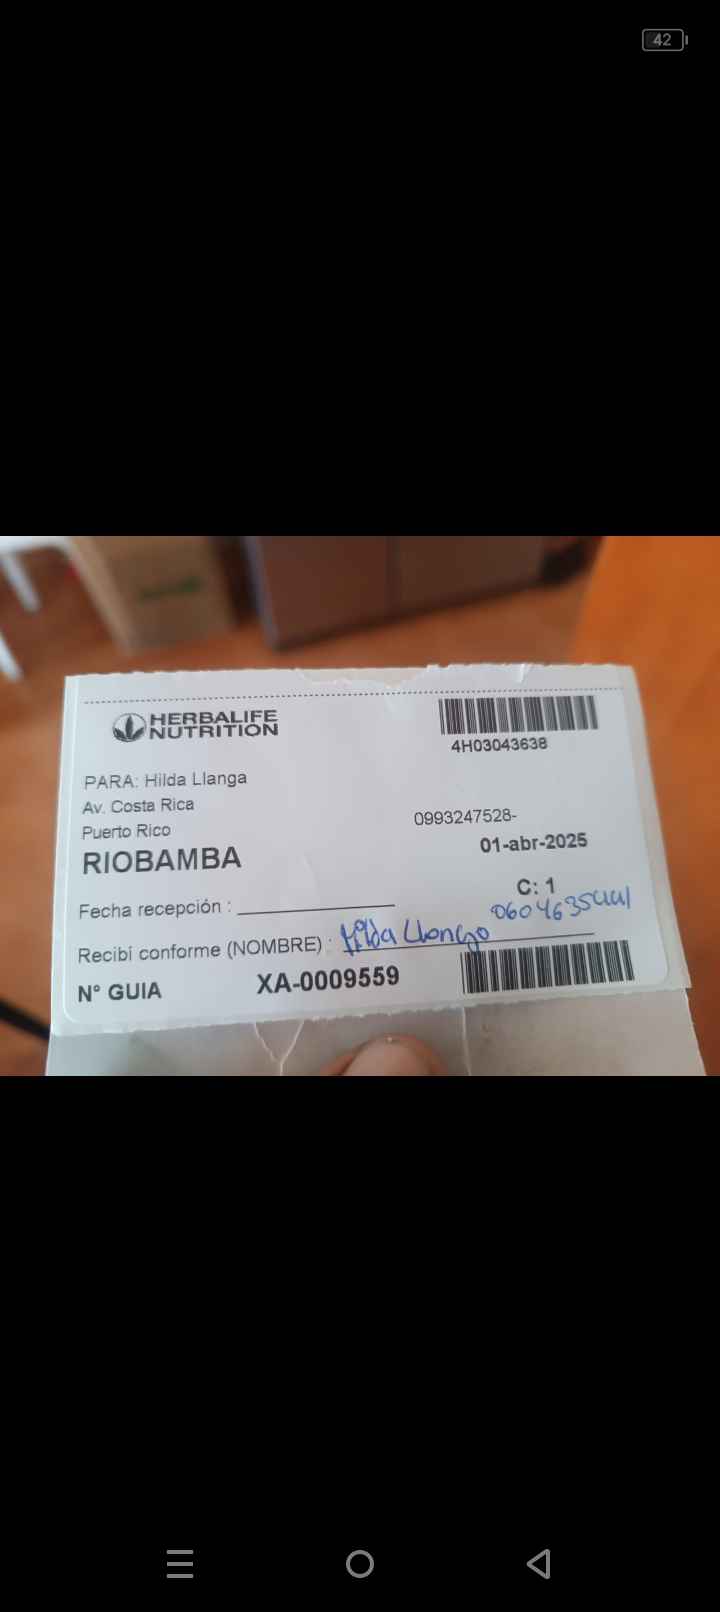 42
HERBALIFE
NUTRITION
4H03043638
PARA: Hilda Llanga
Av. Costa Rica
Puerto Rico
0993247528-
RIOBAMBA
01-abr-2025
C: 1
Fecha recepción :
Recibí conforme (NOMBRE) : Hilda Llanga
N° GUIA
XA-0009559